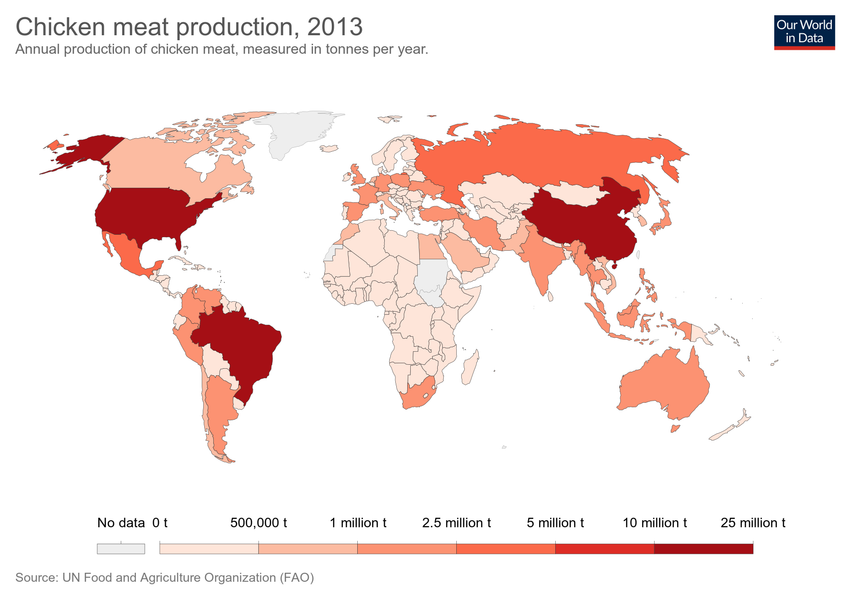 Chicken meat production, 2013
Annual production of chicken meat, measured in tonnes per year.
Our World
in Data
No data 0 t 500,000 t 1 million t 2.5 million t 5 million t 10 million t 25 million t
Source: UN Food and Agriculture Organization (FAO)